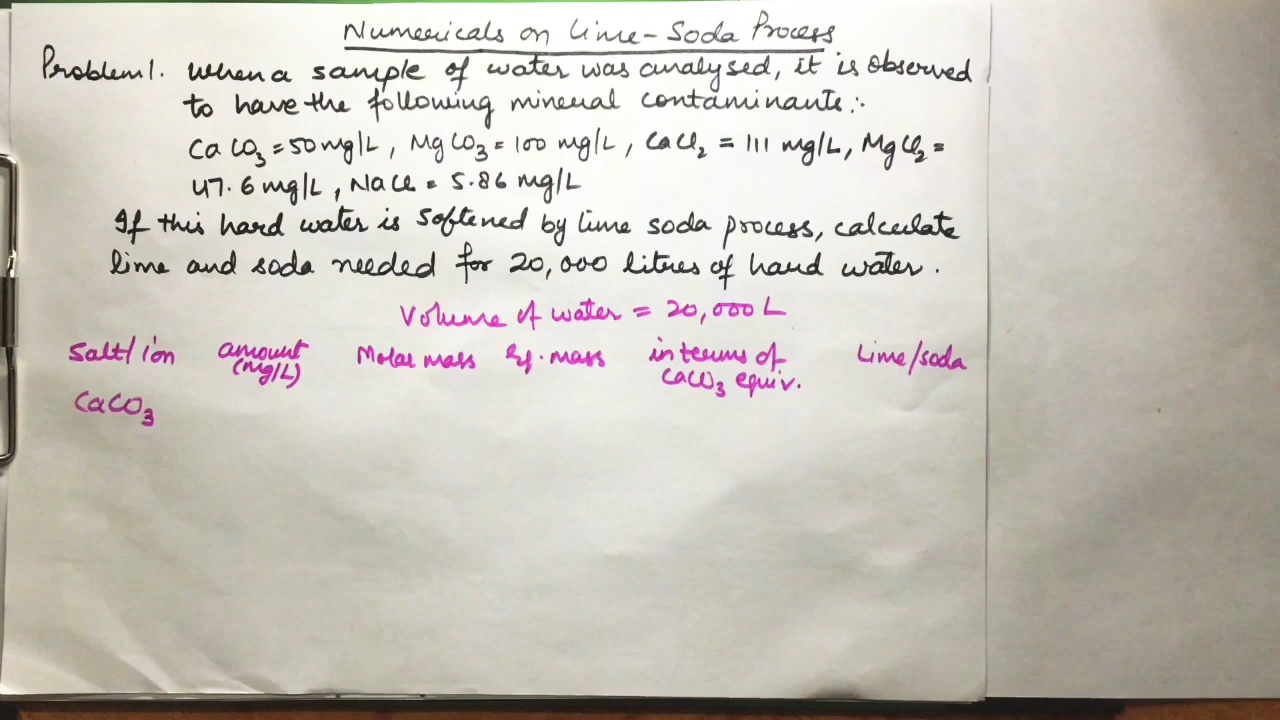 Numericals on Lime-Soda Process
Problem 1. When a sample of water was analysed, it is observed
to have the following mineral contaminants:-
CaCO3 = 50 mg/L, MgCO3 = 100 mg/L, CaCl2 = 111 mg/L, MgCl2 =
47.6 mg/L, NaCl = 5.86 mg/L
If this hard water is softened by lime soda process, calculate
lime and soda needed for 20,000 litres of hard water.
Volume of water = 20,000 L
Salt/ion amount (mg/L) Molar mass Eq. mass in terms of CaCO3 equiv. Lime/soda
CaCO3